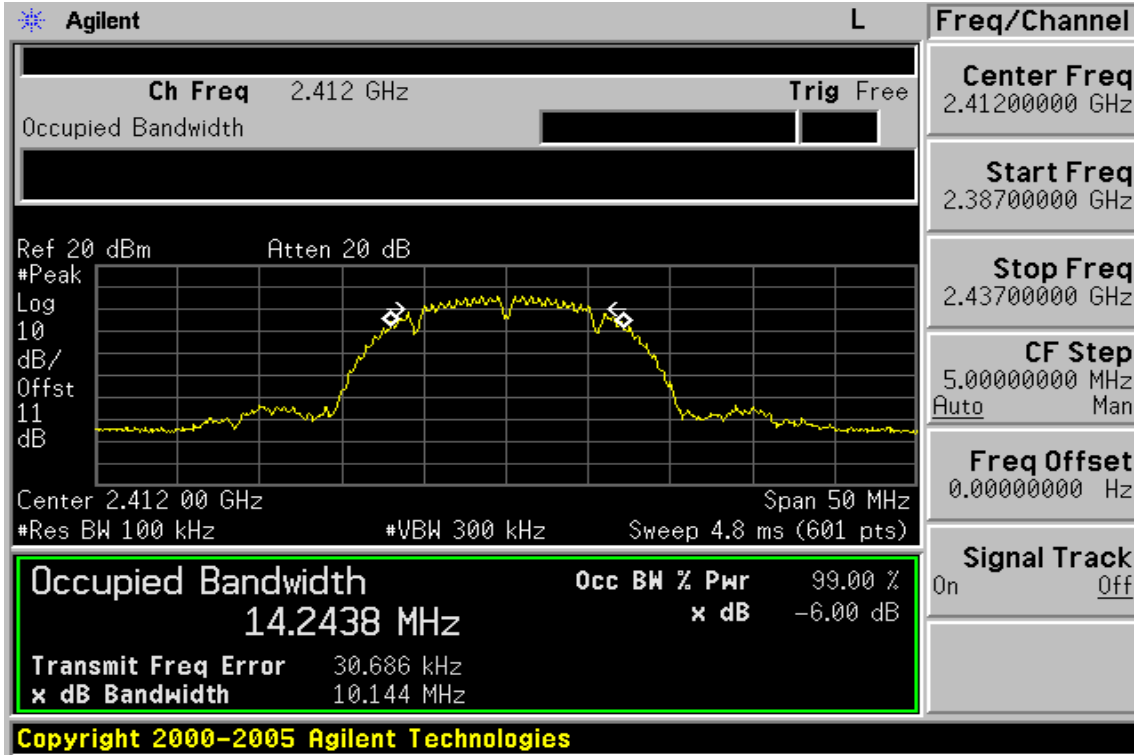 Agilent
L
Freq/Channel
Ch Freq 2.412 GHz
Trig Free
Occupied Bandwidth
Center Freq
2.41200000 GHz
Start Freq
2.38700000 GHz
Stop Freq
2.43700000 GHz
CF Step
5.00000000 MHz
Auto Man
Freq Offset
0.00000000 Hz
Signal Track
On Off
Ref 20 dBm
Atten 20 dB
#Peak
Log
10
dB/
Offst
11
dB
Center 2.412 00 GHz
Span 50 MHz
#Res BW 100 kHz
#VBW 300 kHz
Sweep 4.8 ms (601 pts)
Occupied Bandwidth
14.2438 MHz
Occ BW % Pwr 99.00 %
x dB -6.00 dB
Transmit Freq Error 30.686 kHz
x dB Bandwidth 10.144 MHz
Copyright 2000-2005 Agilent Technologies